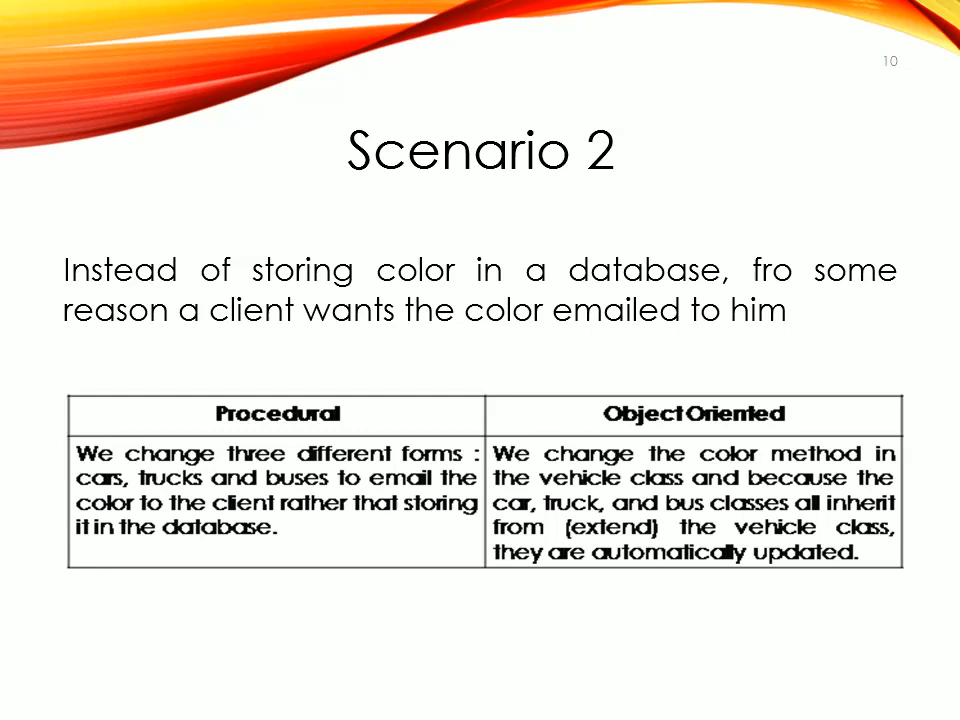 10
Scenario 2
Instead of storing color in a database, fro some
reason a client wants the color emailed to him
Procedural
Object Oriented
We change three different forms :
cars, trucks and buses to email the
color to the client rather that storing
it in the database.
We change the color method in
the vehicle class and because the
car, truck, and bus classes all inherit
from (extend) the vehicle class,
they are automatically updated.